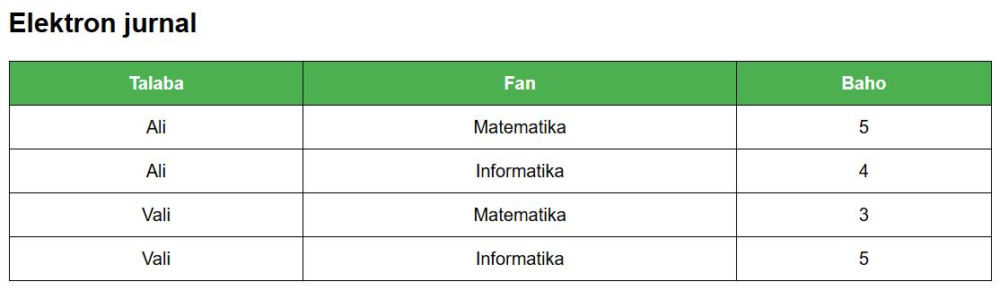 Elektron jurnal
Talaba Fan Baho
Ali Matematika 5
Ali Informatika 4
Vali Matematika 3
Vali Informatika 5